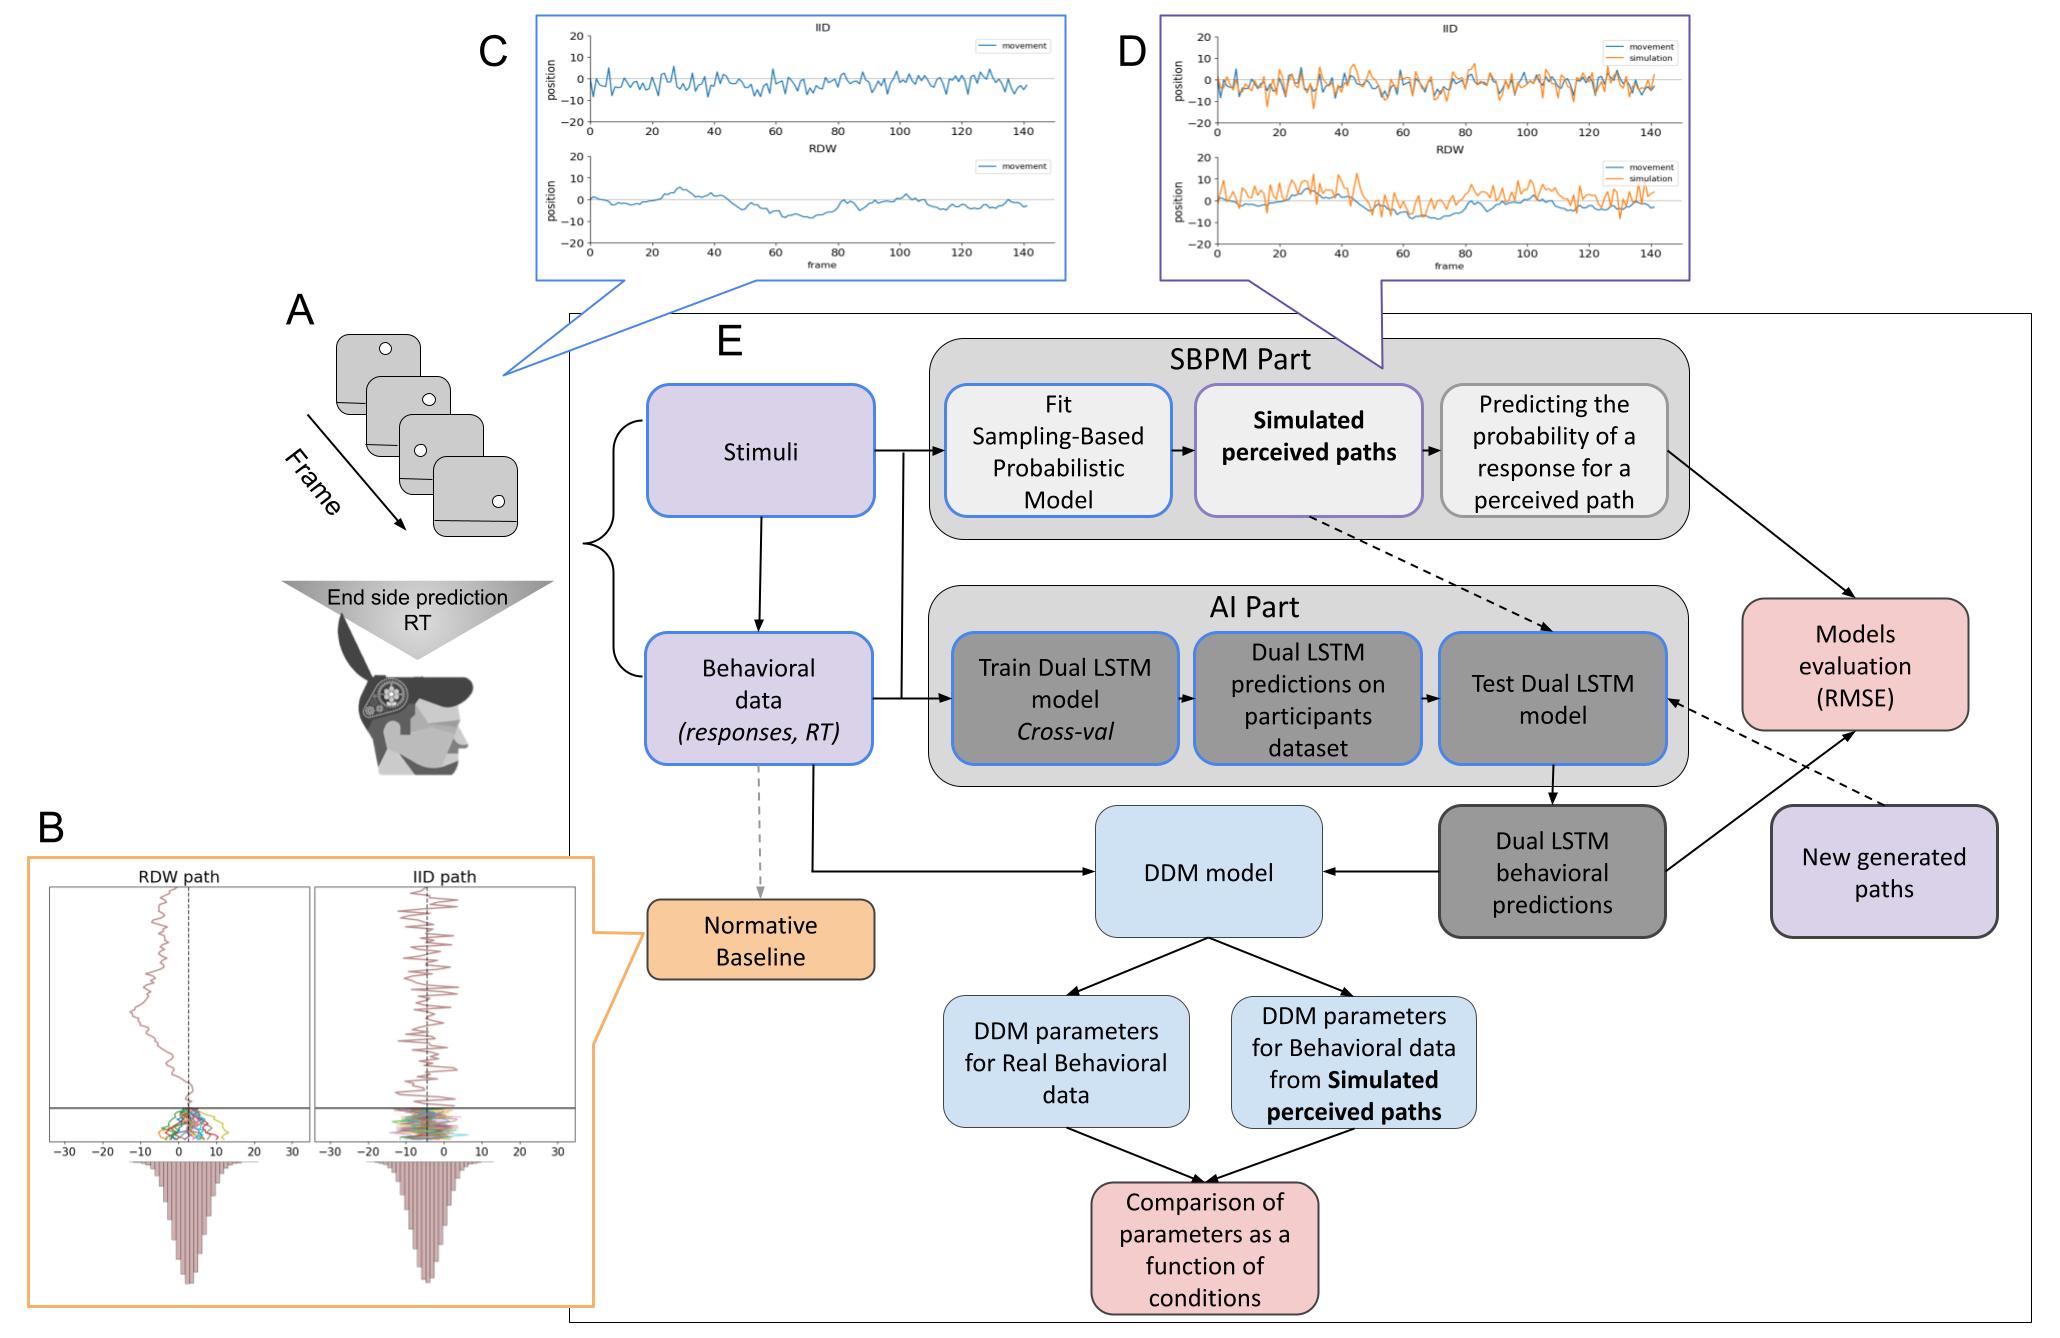 C
IID
movement
position
20
10
0
−10
−20
0 20 40 60 80 100 120 140
RDW
movement
position
20
10
0
−10
−20
0 20 40 60 80 100 120 140
frame
D
IID
movement
simulation
position
20
10
0
−10
−20
0 20 40 60 80 100 120 140
RDW
movement
simulation
position
20
10
0
−10
−20
0 20 40 60 80 100 120 140
frame
A
Frame
End side prediction
RT
B
RDW path
−30 −20 −10 0 10 20 30
IID path
−30 −20 −10 0 10 20 30
E
Stimuli
SBPM Part
Fit
Sampling-Based
Probabilistic
Model
Simulated
perceived paths
Predicting the
probability of a
response for a
perceived path
Behavioral
data
(responses, RT)
AI Part
Train Dual LSTM
model
Cross-val
Dual LSTM
predictions on
participants
dataset
Test Dual LSTM
model
Models
evaluation
(RMSE)
Normative
Baseline
DDM model
Dual LSTM
behavioral
predictions
New generated
paths
DDM parameters
for Real Behavioral
data
DDM parameters
for Behavioral data
from Simulated
perceived paths
Comparison of
parameters as a
function of
conditions